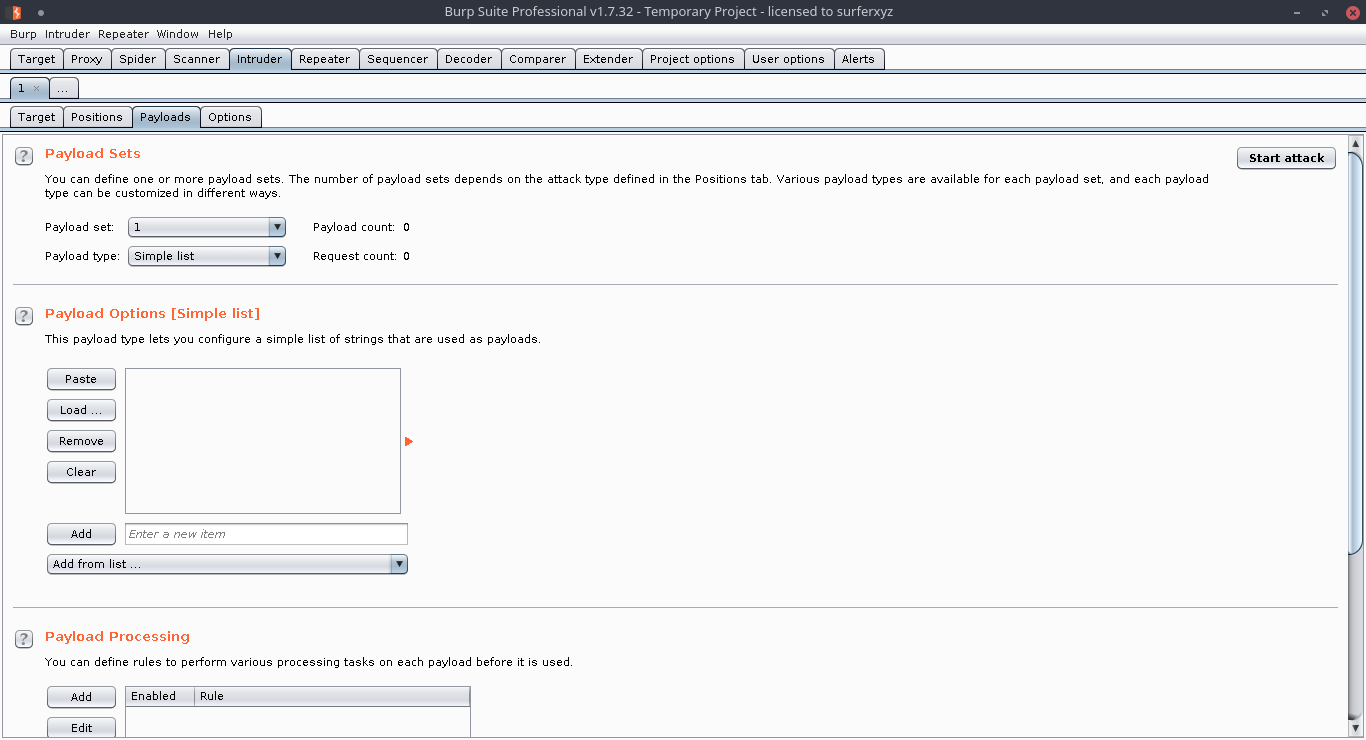 Burp Suite Professional v1.7.32 - Temporary Project - licensed to surferxyz
Burp Intruder Repeater Window Help
Target Proxy Spider Scanner Intruder Repeater Sequencer Decoder Comparer Extender Project options User options Alerts
1 × ...
Target Positions Payloads Options
? Payload Sets
Start attack
You can define one or more payload sets. The number of payload sets depends on the attack type defined in the Positions tab. Various payload types are available for each payload set, and each payload
type can be customized in different ways.
Payload set: 1 Payload count: 0
Payload type: Simple list Request count: 0
? Payload Options [Simple list]
This payload type lets you configure a simple list of strings that are used as payloads.
Paste
Load ...
Remove
Clear
Add Enter a new item
Add from list ...
? Payload Processing
You can define rules to perform various processing tasks on each payload before it is used.
Add Enabled Rule
Edit